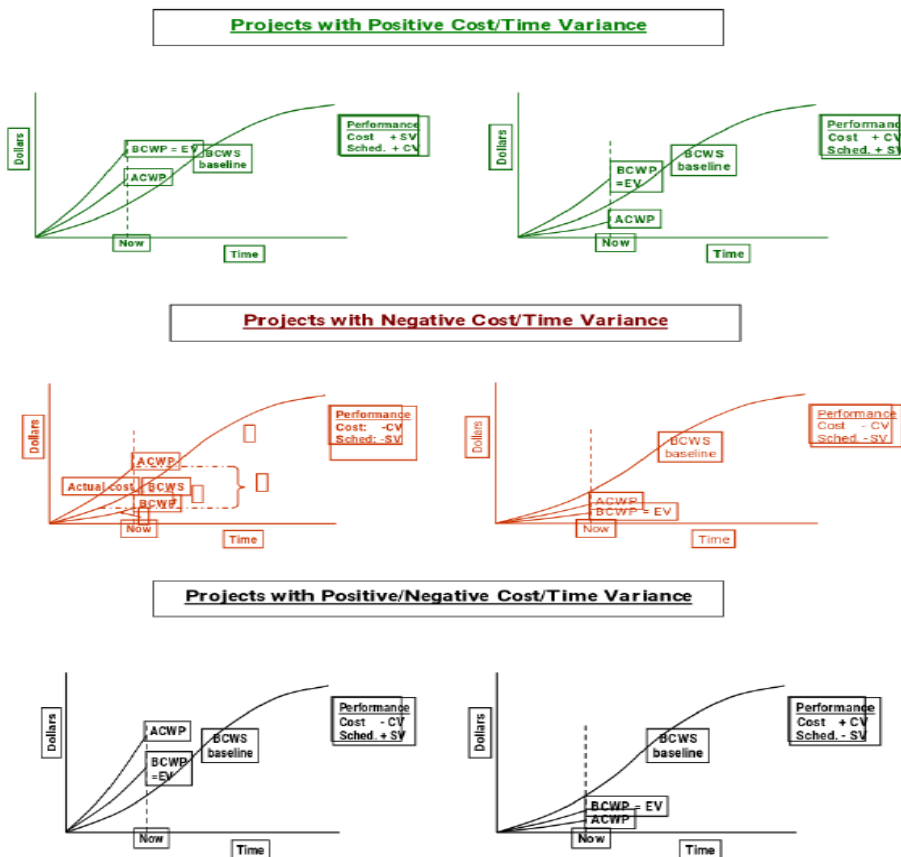 Projects with Positive Cost/Time Variance
Dollars
BCWP = EV
ACWP
BCWS
baseline
Performance
Cost + SV
Sched. + CV
Now
Time
Dollars
BCWP
=EV
ACWP
BCWS
baseline
Performance
Cost + CV
Sched. + SV
Now
Time
Projects with Negative Cost/Time Variance
Dollars
ACWP
Actual cost
BCWS
BCWP
Performance
Cost: -CV
Sched: -SV
Now
Time
Dollars
BCWS
baseline
ACWP
BCWP = EV
Performance
Cost - CV
Sched. -SV
Now
Time
Projects with Positive/Negative Cost/Time Variance
Dollars
ACWP
BCWP
=EV
BCWS
baseline
Performance
Cost - CV
Sched. + SV
Now
Time
Dollars
BCWS
baseline
BCWP = EV
ACWP
Performance
Cost + CV
Sched. - SV
Now
Time